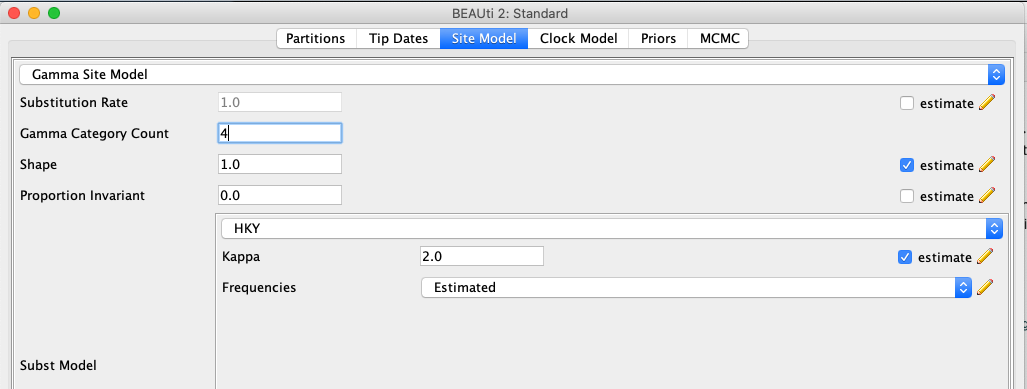 BEAUti 2: Standard
Partitions Tip Dates Site Model Clock Model Priors MCMC
Gamma Site Model
Substitution Rate 1.0 estimate
Gamma Category Count 4
Shape 1.0 estimate
Proportion Invariant 0.0 estimate
HKY
Kappa 2.0 estimate
Frequencies Estimated
Subst Model